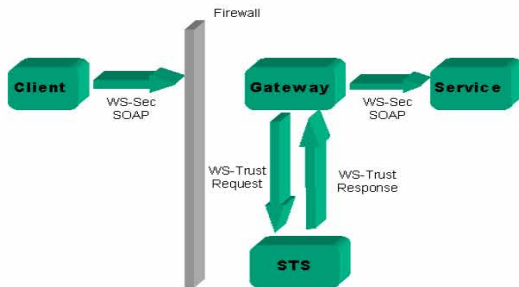 Firewall
Client
WS-Sec
SOAP
Gateway
WS-Sec
SOAP
Service
WS-Trust
Request
WS-Trust
Response
STS